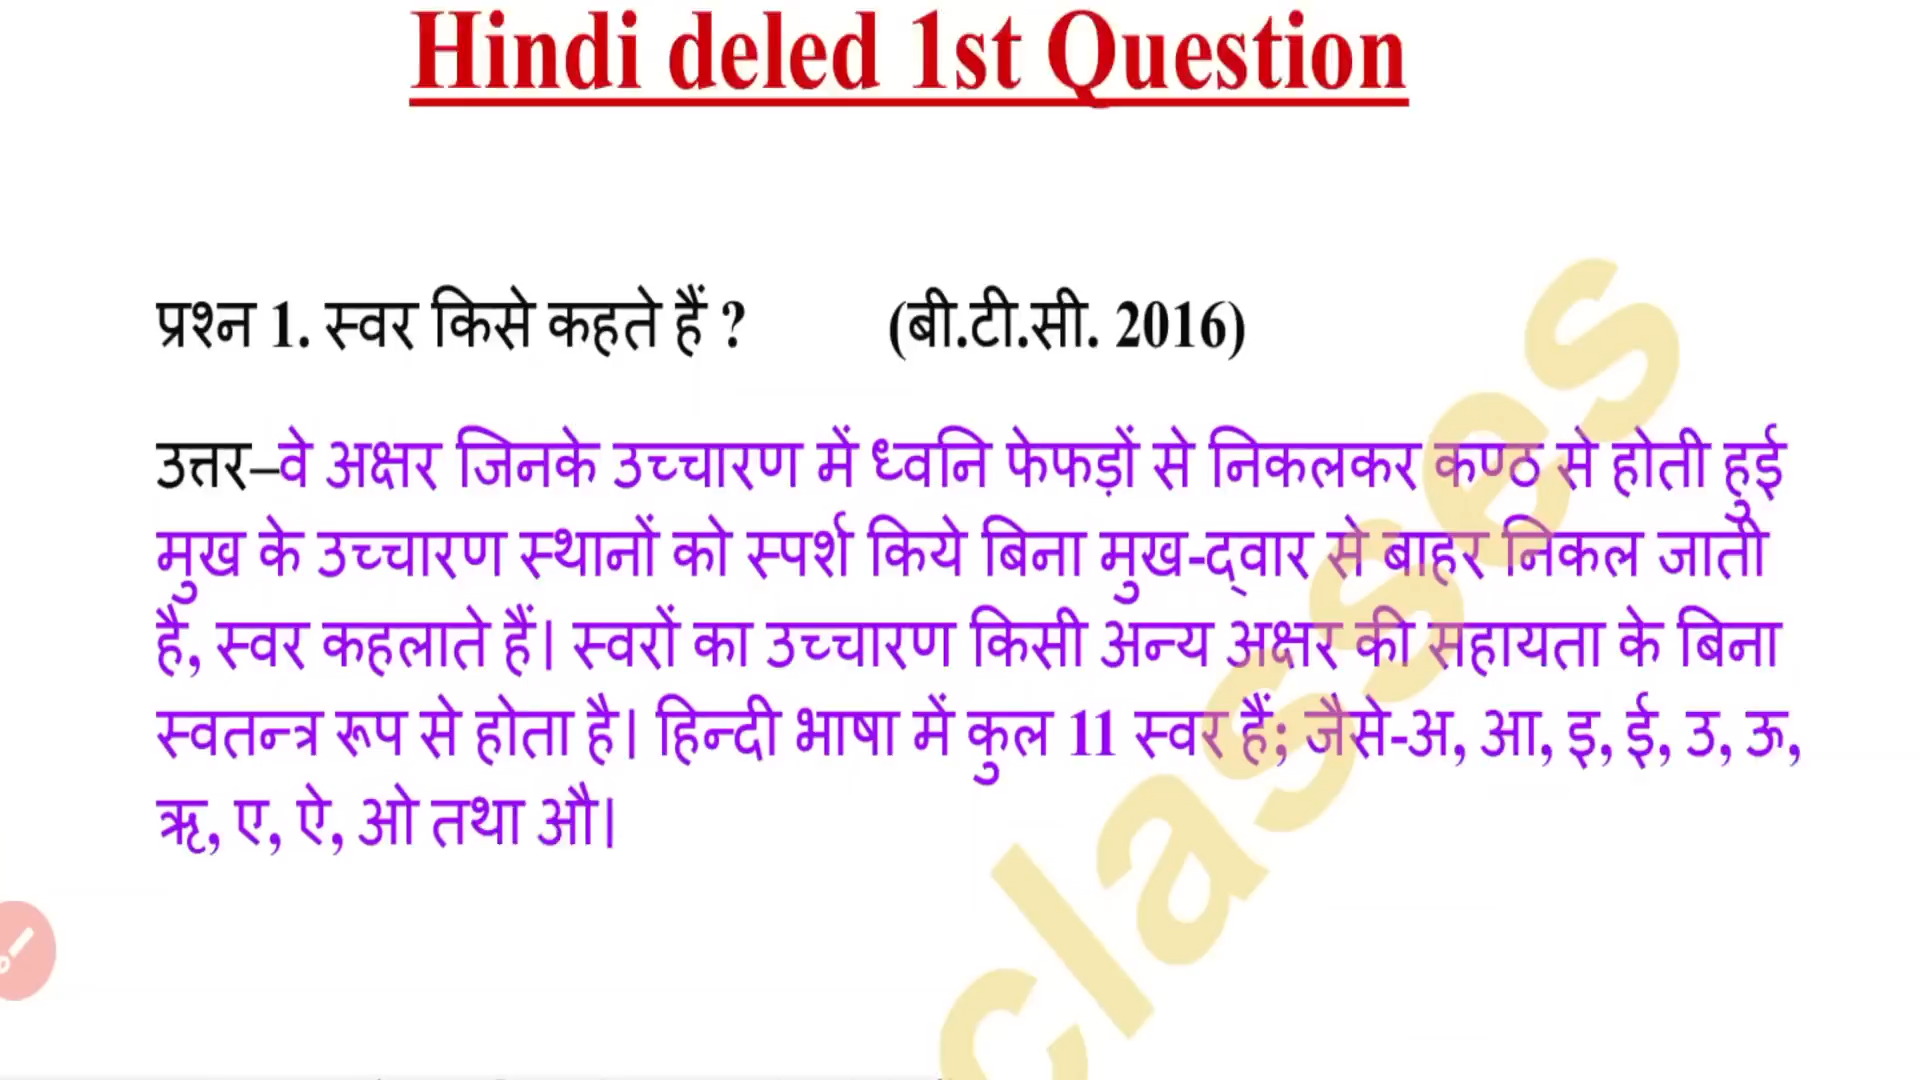 Hindi deled 1st Question
प्रश्न 1. स्वर किसे कहते हैं ? (बी.टी.सी. 2016)
उत्तर–वे अक्षर जिनके उच्चारण में ध्वनि फेफड़ों से निकलकर कण्ठ से होती हुई
मुख के उच्चारण स्थानों को स्पर्श किये बिना मुख-द्वार से बाहर निकल जाती
है, स्वर कहलाते हैं। स्वरों का उच्चारण किसी अन्य अक्षर की सहायता के बिना
स्वतन्त्र रूप से होता है। हिन्दी भाषा में कुल 11 स्वर हैं; जैसे-अ, आ, इ, ई, उ, ऊ,
ऋ, ए, ऐ, ओ तथा औ।
classes